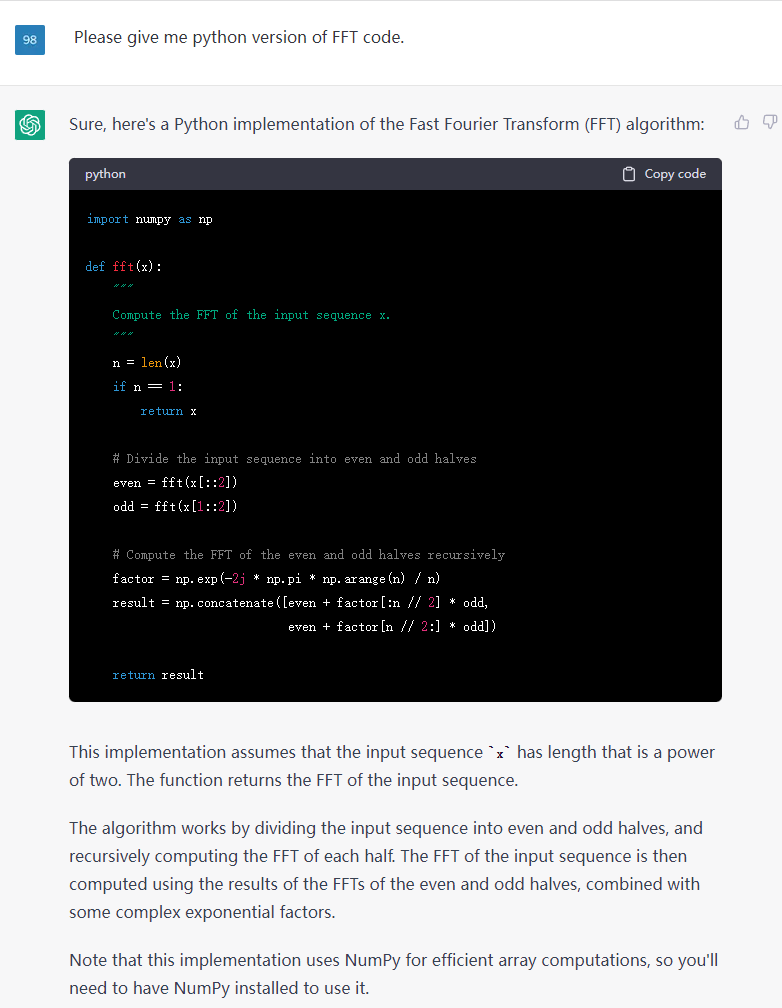 98
Please give me python version of FFT code.
Sure, here's a Python implementation of the Fast Fourier Transform (FFT) algorithm:
python
Copy code
import numpy as np
def fft(x):
"""
Compute the FFT of the input sequence x.
"""
n = len(x)
if n == 1:
return x
# Divide the input sequence into even and odd halves
even = fft(x[::2])
odd = fft(x[1::2])
# Compute the FFT of the even and odd halves recursively
factor = np.exp(-2j * np.pi * np.arange(n) / n)
result = np.concatenate([even + factor[:n // 2] * odd,
even + factor[n // 2:] * odd])
return result
This implementation assumes that the input sequence `x` has length that is a power
of two. The function returns the FFT of the input sequence.
The algorithm works by dividing the input sequence into even and odd halves, and
recursively computing the FFT of each half. The FFT of the input sequence is then
computed using the results of the FFTs of the even and odd halves, combined with
some complex exponential factors.
Note that this implementation uses NumPy for efficient array computations, so you'll
need to have NumPy installed to use it.